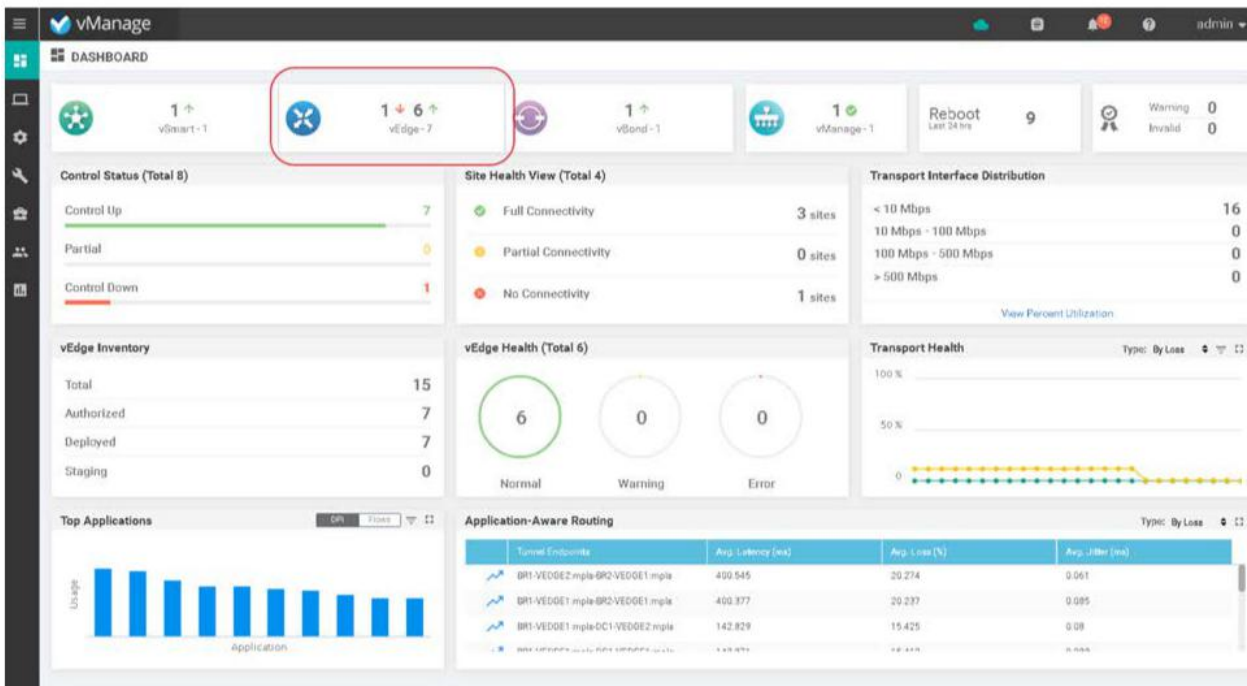 vManage
admin
DASHBOARD
1
vSmart - 1
1 6
vEdge - 7
1
vBond - 1
1
vManage - 1
Reboot
Last 24 hrs
9
Warning 0
Invalid 0
Control Status (Total 8)
Control Up 7
Partial 0
Control Down 1
Site Health View (Total 4)
Full Connectivity 3 sites
Partial Connectivity 0 sites
No Connectivity 1 sites
Transport Interface Distribution
< 10 Mbps 16
10 Mbps - 100 Mbps 0
100 Mbps - 500 Mbps 0
> 500 Mbps 0
View Percent Utilization
vEdge Inventory
Total 15
Authorized 7
Deployed 7
Staging 0
vEdge Health (Total 6)
6 0 0
Normal Warning Error
Transport Health Type: By Loss
100 %
50 %
0
Top Applications DPI Flows
Usage
Application
Application-Aware Routing Type: By Loss
Tunnel Endpoints Avg. Latency (ms) Avg. Loss (%) Avg. Jitter (ms)
BR1-VEDGE2:mpls-BR2-VEDGE1:mpls 400.545 20.274 0.061
BR1-VEDGE1:mpls-BR2-VEDGE1:mpls 400.377 20.237 0.085
BR1-VEDGE1:mpls-DC1-VEDGE2:mpls 142.829 15.425 0.08